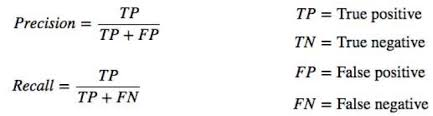 Precision = TP / TP + FP
Recall = TP / TP + FN
TP = True positive
TN = True negative
FP = False positive
FN = False negative